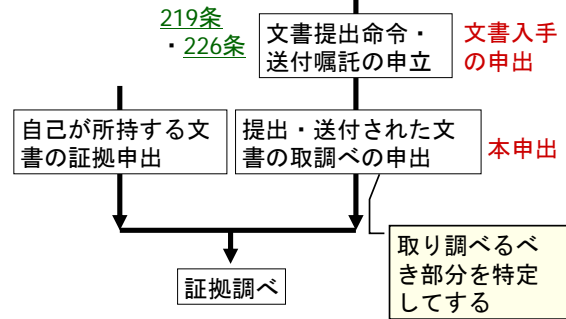 219条
・226条
文書提出命令・
送付嘱託の申立
文書入手
の申出
自己が所持する文
書の証拠申出
提出・送付された文
書の取調べの申出
本申出
取り調べるべ
き部分を特定
してする
証拠調べ